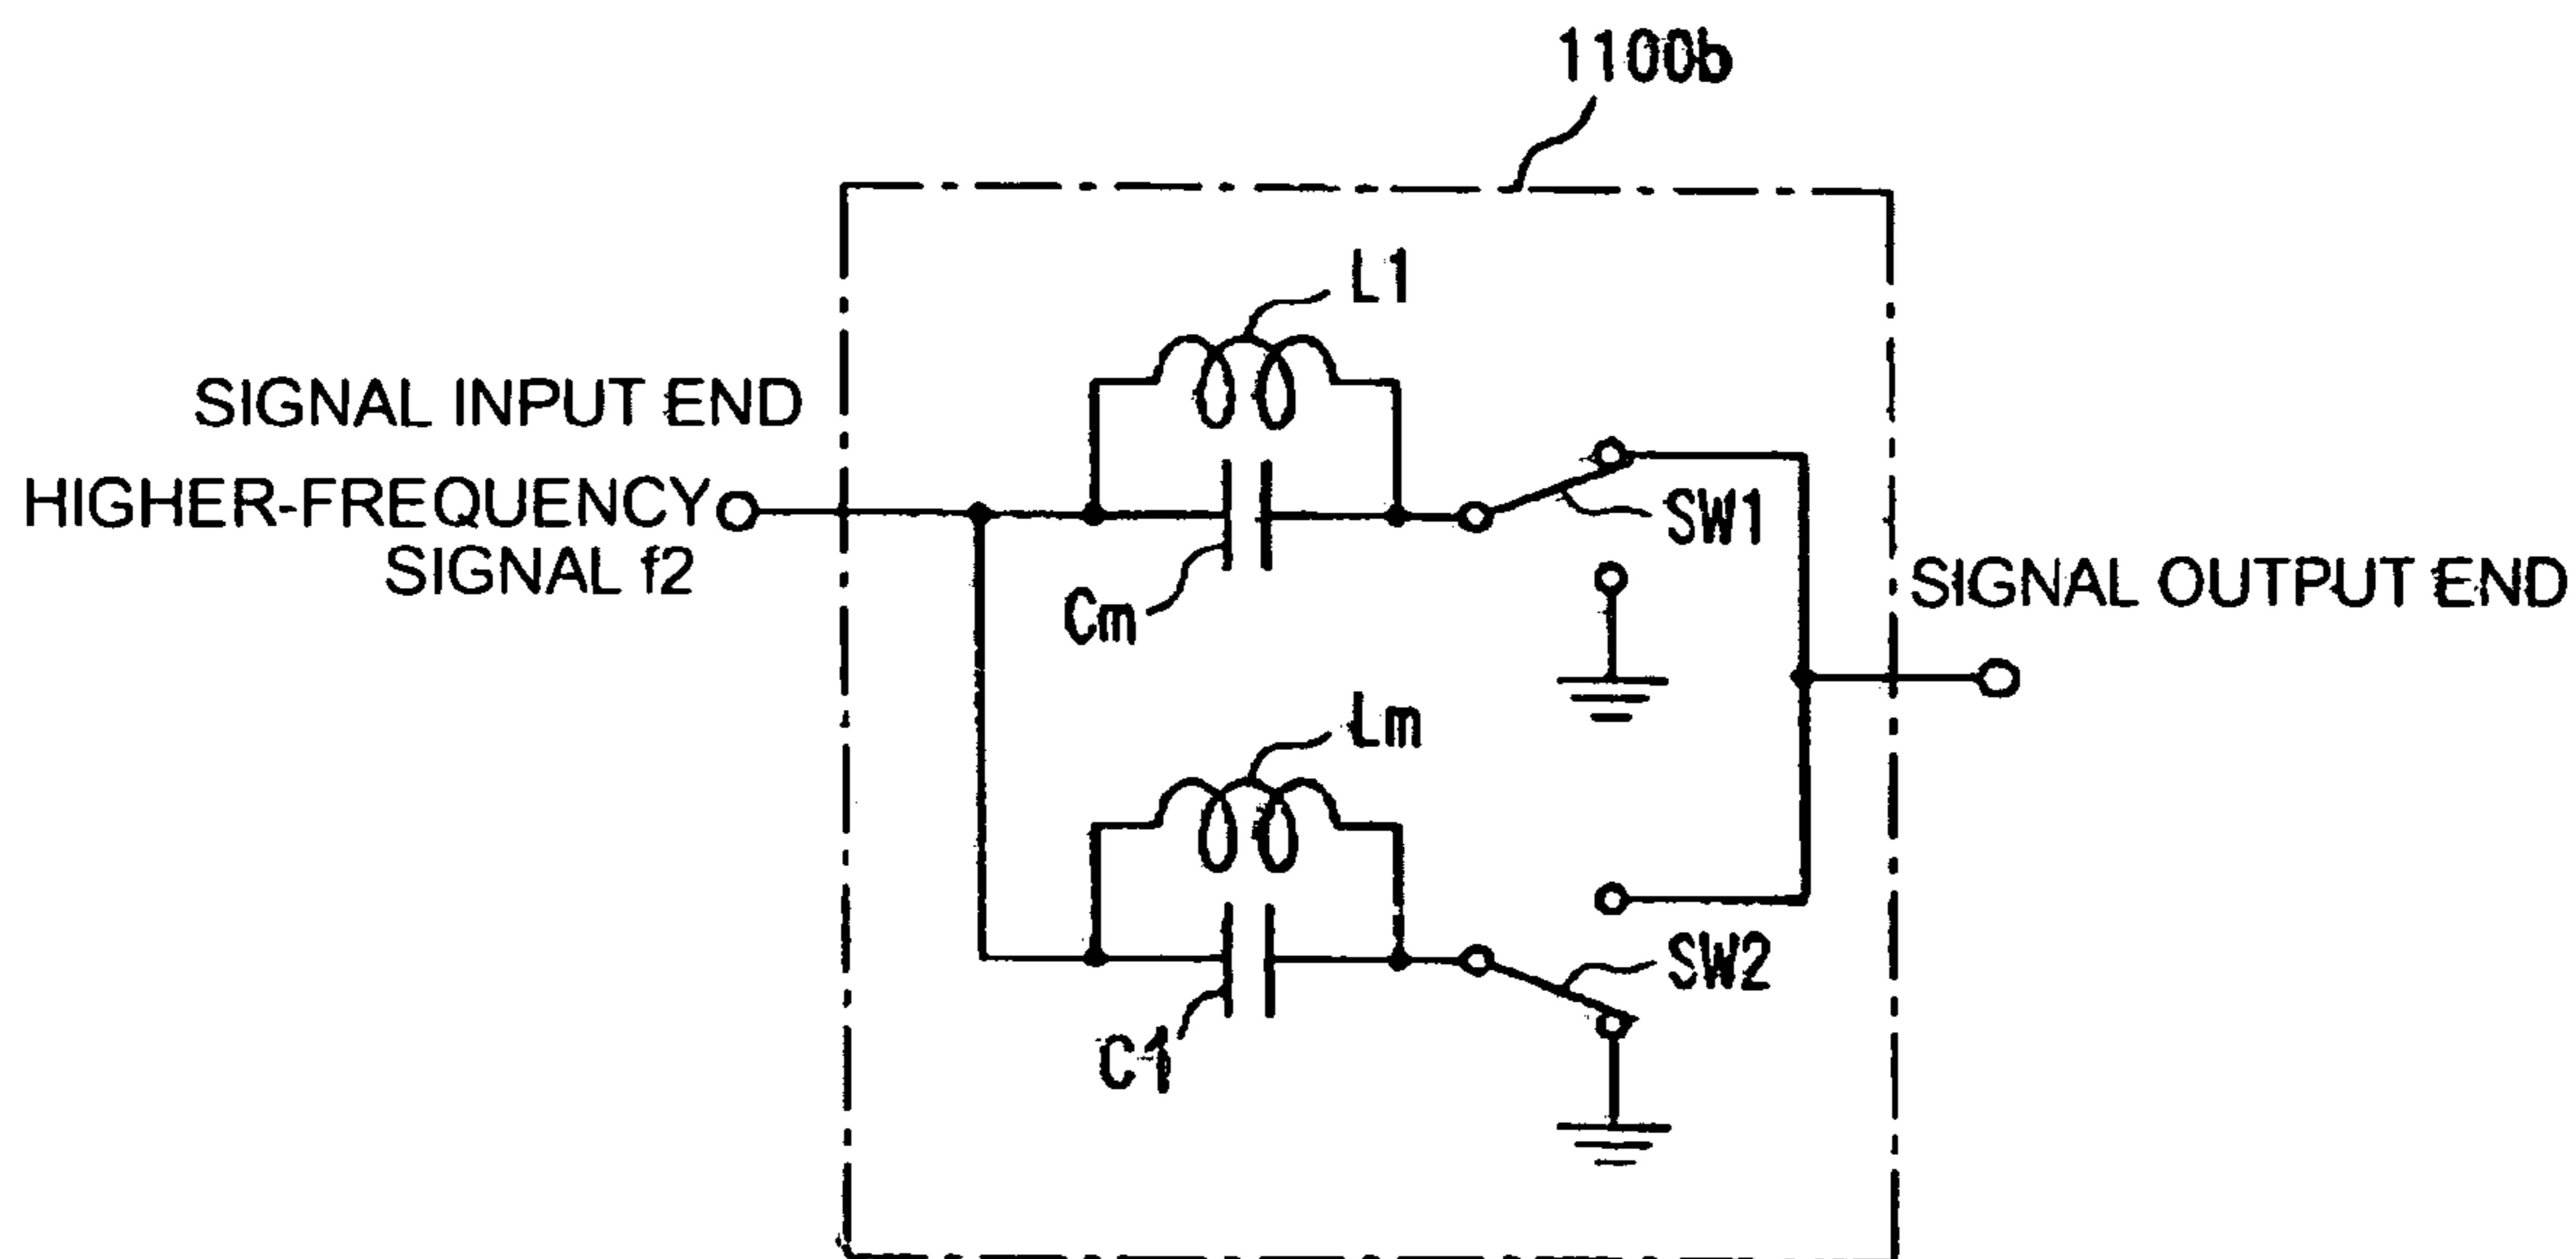 1100b
L1
SIGNAL INPUT END
HIGHER-FREQUENCY
SIGNAL f2
SW1
Cm
SIGNAL OUTPUT END
Lm
SW2
C1